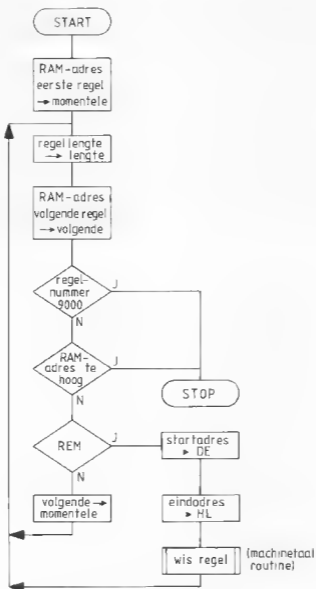 START
RAM-adres
eerste regel
→ momentele
regel lengte
→ lengte
RAM-adres
volgende regel
→ volgende
regel-
nummer
9000
J
N
RAM-
adres te
hoog
J
N
STOP
REM
J
N
startadres
→ DE
volgende →
momentele
eindadres
→ HL
wis regel
(machinetaal
routine)